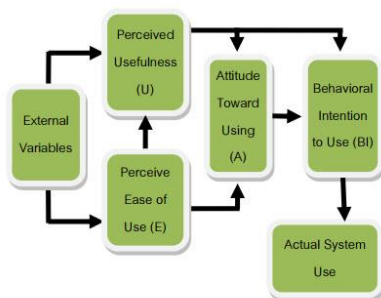 External
Variables
Perceived
Usefulness
(U)
Perceive
Ease of
Use (E)
Attitude
Toward
Using
(A)
Behavioral
Intention
to Use (BI)
Actual System
Use